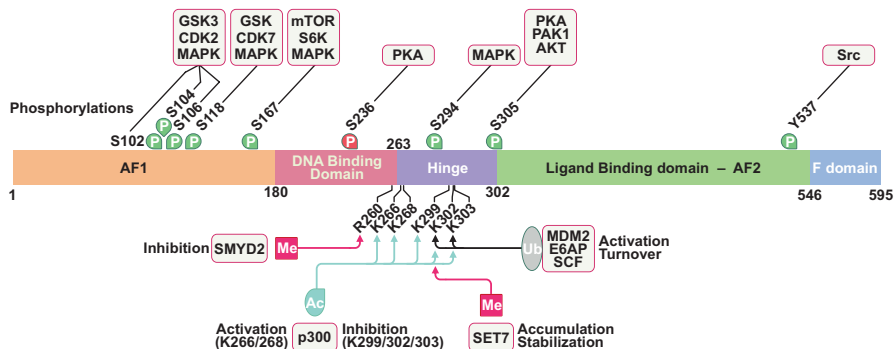 GSK3
CDK2
MAPK
GSK
CDK7
MAPK
mTOR
S6K
MAPK
PKA
MAPK
PKA
PAK1
AKT
Src
Phosphorylations
S102
S104
S106
S118
S167
S236
S294
S305
Y537
P
P
P
P
P
P
P
P
P
263
AF1
DNA Binding
Domain
Hinge
Ligand Binding domain – AF2
F domain
1
180
302
546
595
R260
K266
K268
K299
K302
K303
Inhibition
SMYD2
Me
Ub
MDM2
E6AP
SCF
Activation
Turnover
Ac
Me
Activation
(K266/268)
p300
Inhibition
(K299/302/303)
SET7
Accumulation
Stabilization